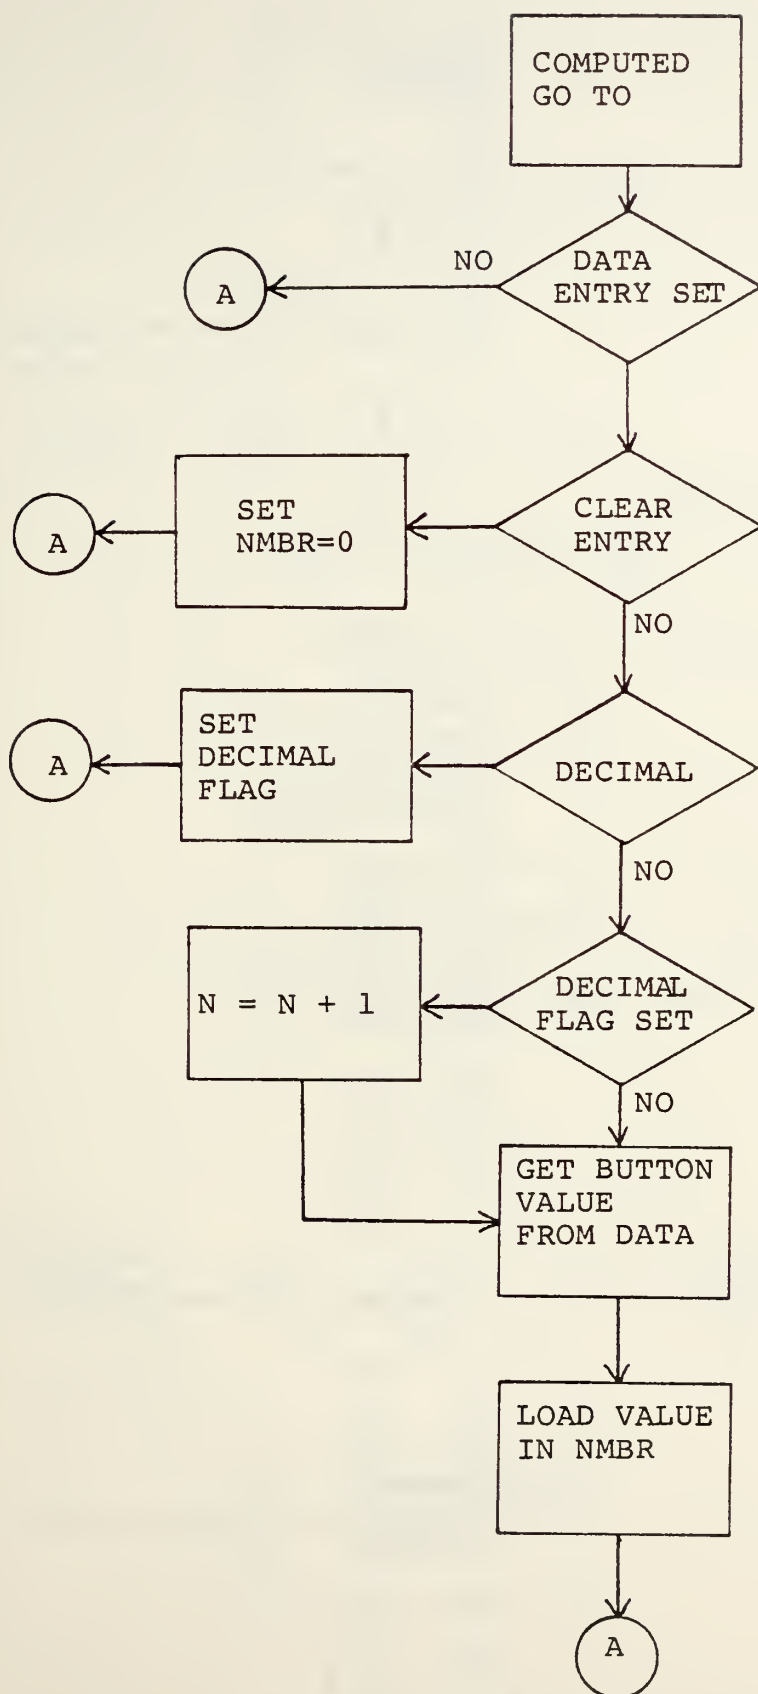 COMPUTED
GO TO
NO
DATA
ENTRY SET
A
SET
NMBR=0
CLEAR
ENTRY
A
NO
SET
DECIMAL
FLAG
A
DECIMAL
NO
N = N + 1
DECIMAL
FLAG SET
NO
GET BUTTON
VALUE
FROM DATA
LOAD VALUE
IN NMBR
A